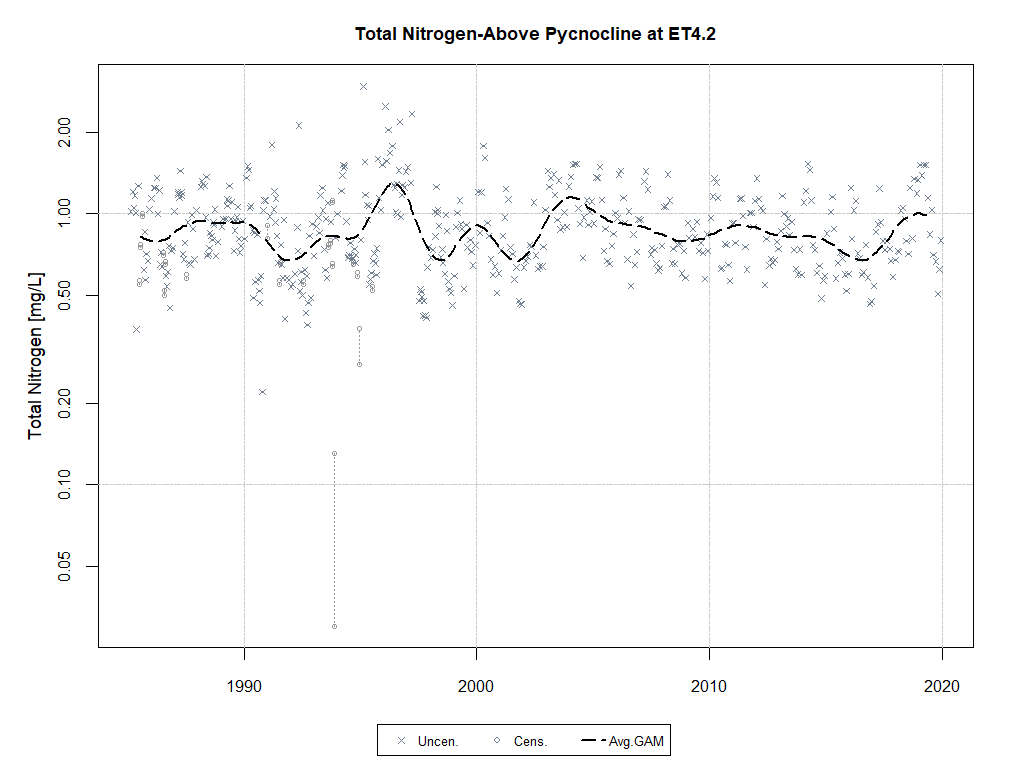 Total Nitrogen-Above Pycnocline at ET4.2
Total Nitrogen [mg/L]
2.00
1.00
0.50
0.20
0.10
0.05
1990 2000 2010 2020
Uncen. Cens. Avg.GAM